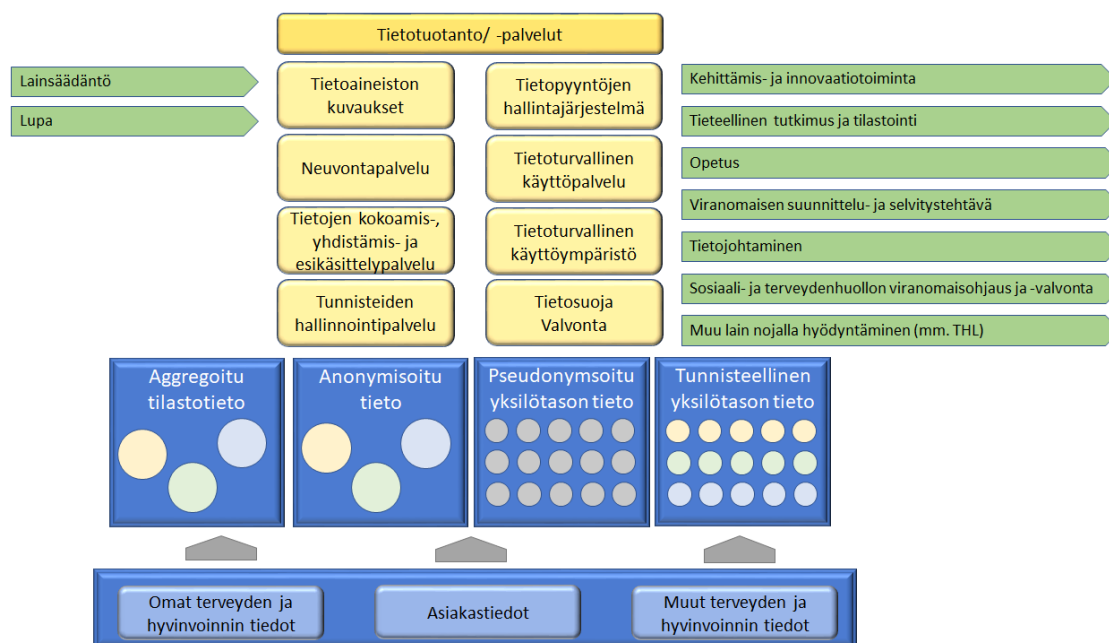 Tietotuotanto/ -palvelut
Lainsäädäntö
Lupa
Tietoaineiston
kuvaukset
Neuvontapalvelu
Tietojen kokoamis-,
yhdistämis- ja
esikäsittelypalvelu
Tunnisteiden
hallinnointipalvelu
Tietopyyntöjen
hallintajärjestelmä
Tietoturvallinen
käyttöpalvelu
Tietoturvallinen
käyttöympäristö
Tietosuoja
Valvonta
Kehittämis- ja innovaatiotoiminta
Tieteellinen tutkimus ja tilastointi
Opetus
Viranomaisen suunnittelu- ja selvitystehtävä
Tietojohtaminen
Sosiaali- ja terveydenhuollon viranomaisohjaus ja -valvonta
Muu lain nojalla hyödyntäminen (mm. THL)
Aggregoitu
tilastotieto
Anonymisoitu
tieto
Pseudonymsoitu
yksilötason tieto
Tunnisteellinen
yksilötason tieto
Omat terveyden ja
hyvinvoinnin tiedot
Asiakastiedot
Muut terveyden ja
hyvinvoinnin tiedot